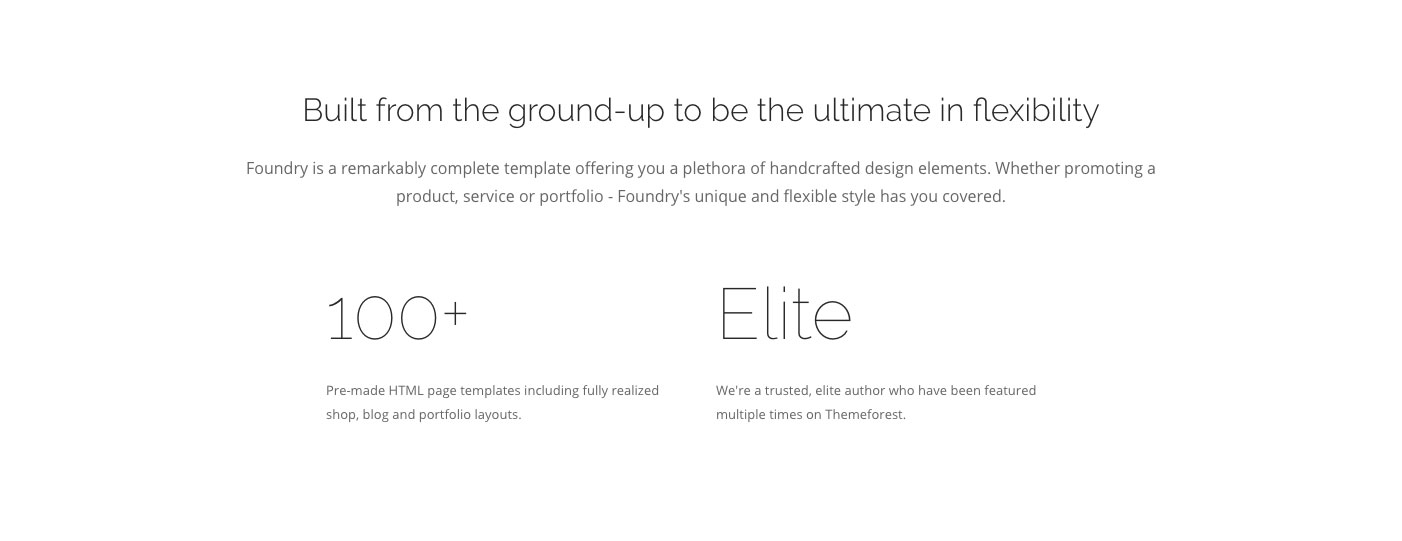 Built from the ground-up to be the ultimate in flexibility
Foundry is a remarkably complete template offering you a plethora of handcrafted design elements. Whether promoting a
product, service or portfolio - Foundry's unique and flexible style has you covered.
100+
Pre-made HTML page templates including fully realized
shop, blog and portfolio layouts.
Elite
We're a trusted, elite author who have been featured
multiple times on Themeforest.